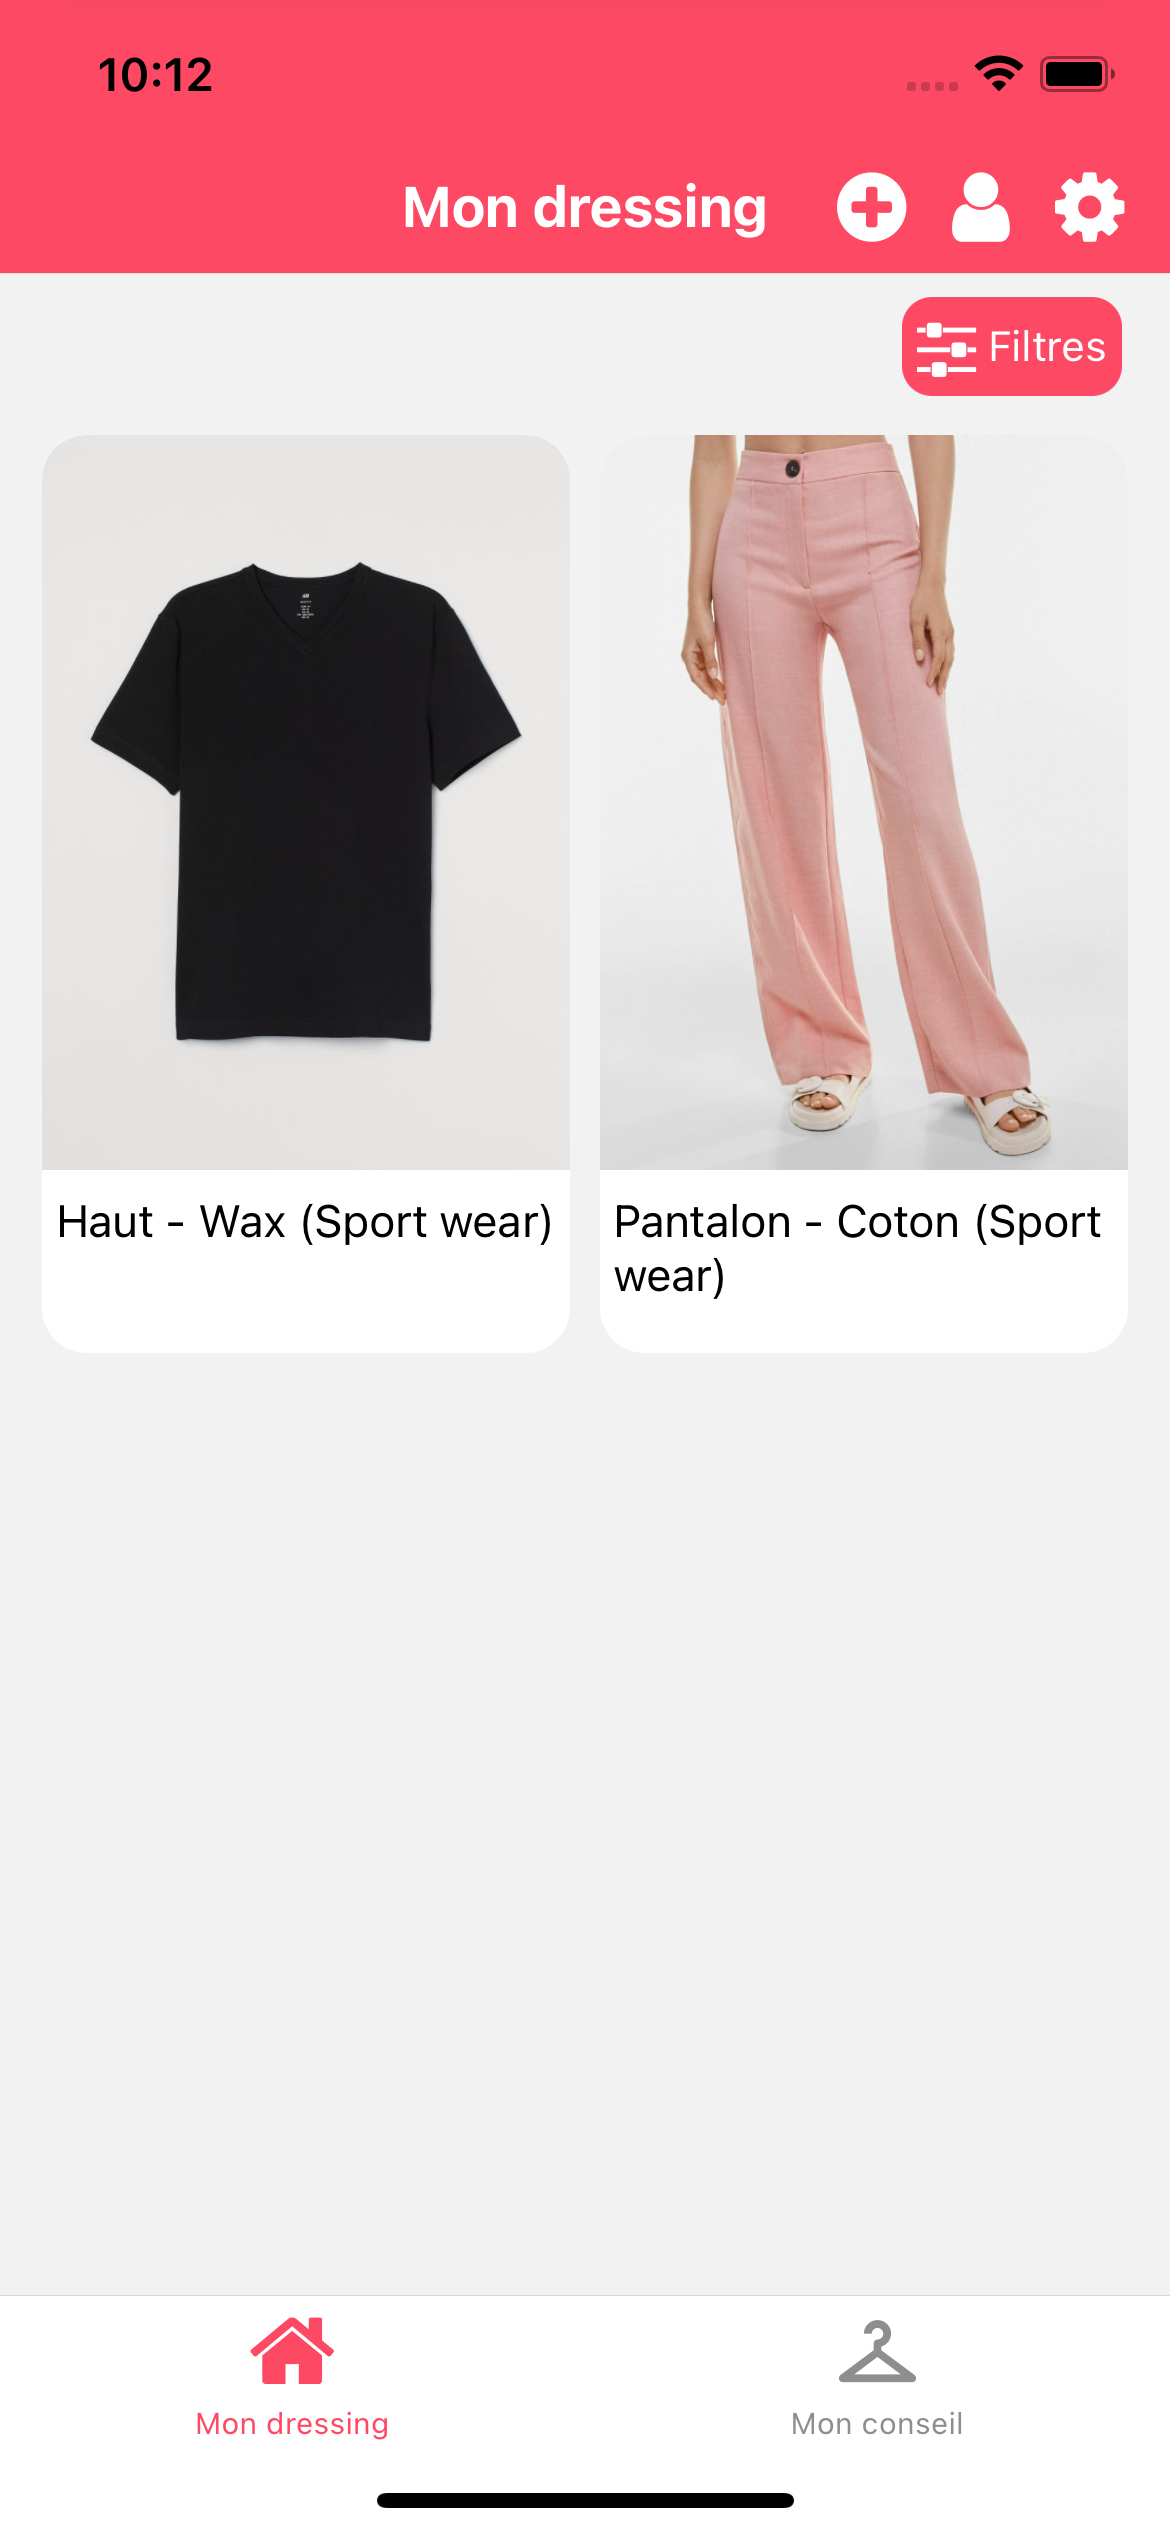 10:12
Mon dressing
Filtres
Haut - Wax (Sport wear)
Pantalon - Coton (Sport
wear)
Mon dressing
Mon conseil